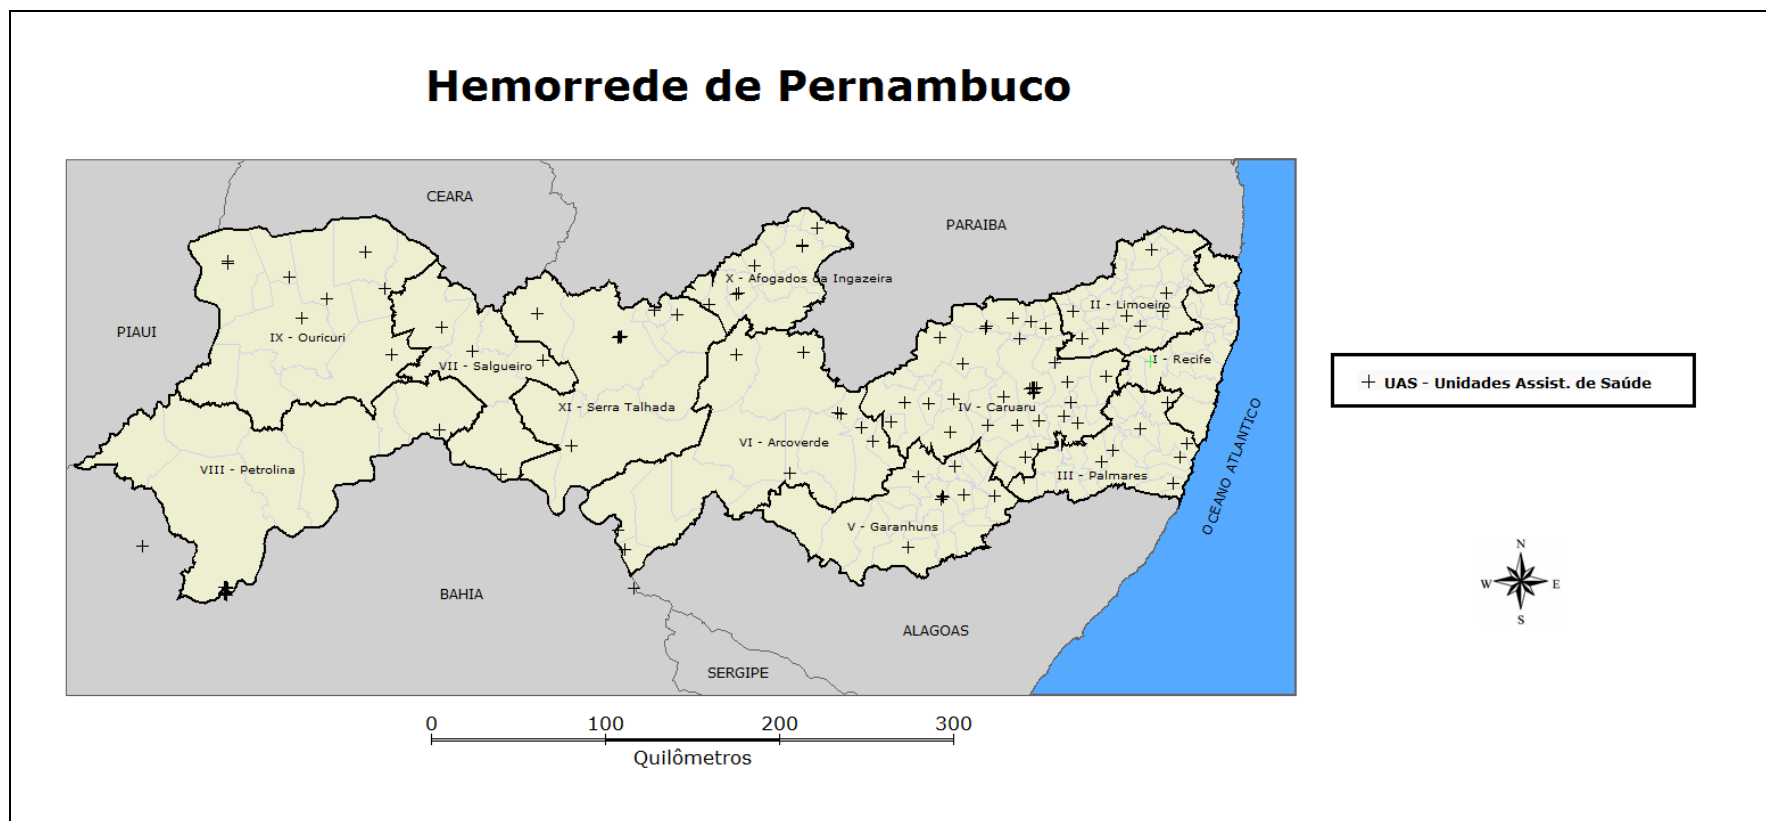 Hemorrede de Pernambuco
CEARA
PARAIBA
X - Afogados da Ingazeira
II - Limoeiro
PIAUI
IX - Ouricuri
I - Recife
VII - Salgueiro
UAS - Unidades Assist. de Saúde
XI - Serra Talhada
IV - Caruaru
VI - Arcoverde
VIII - Petrolina
III - Palmares
OCEANO ATLANTICO
V - Garanhuns
N
W E
S
BAHIA
ALAGOAS
SERGIPE
0 100 200 300
Quilômetros